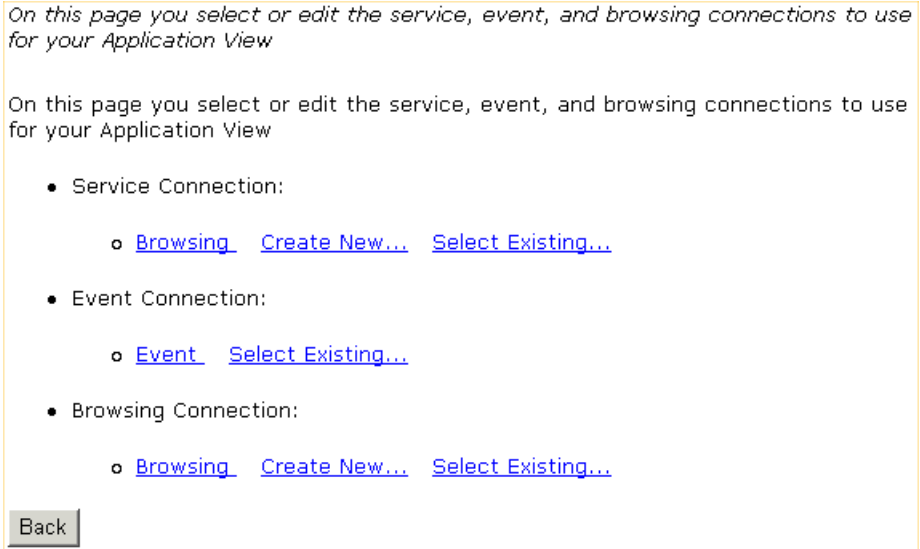 On this page you select or edit the service, event, and browsing connections to use
for your Application View
On this page you select or edit the service, event, and browsing connections to use
for your Application View
Service Connection:
Browsing Create New... Select Existing...
Event Connection:
Event Select Existing...
Browsing Connection:
Browsing Create New... Select Existing...
Back